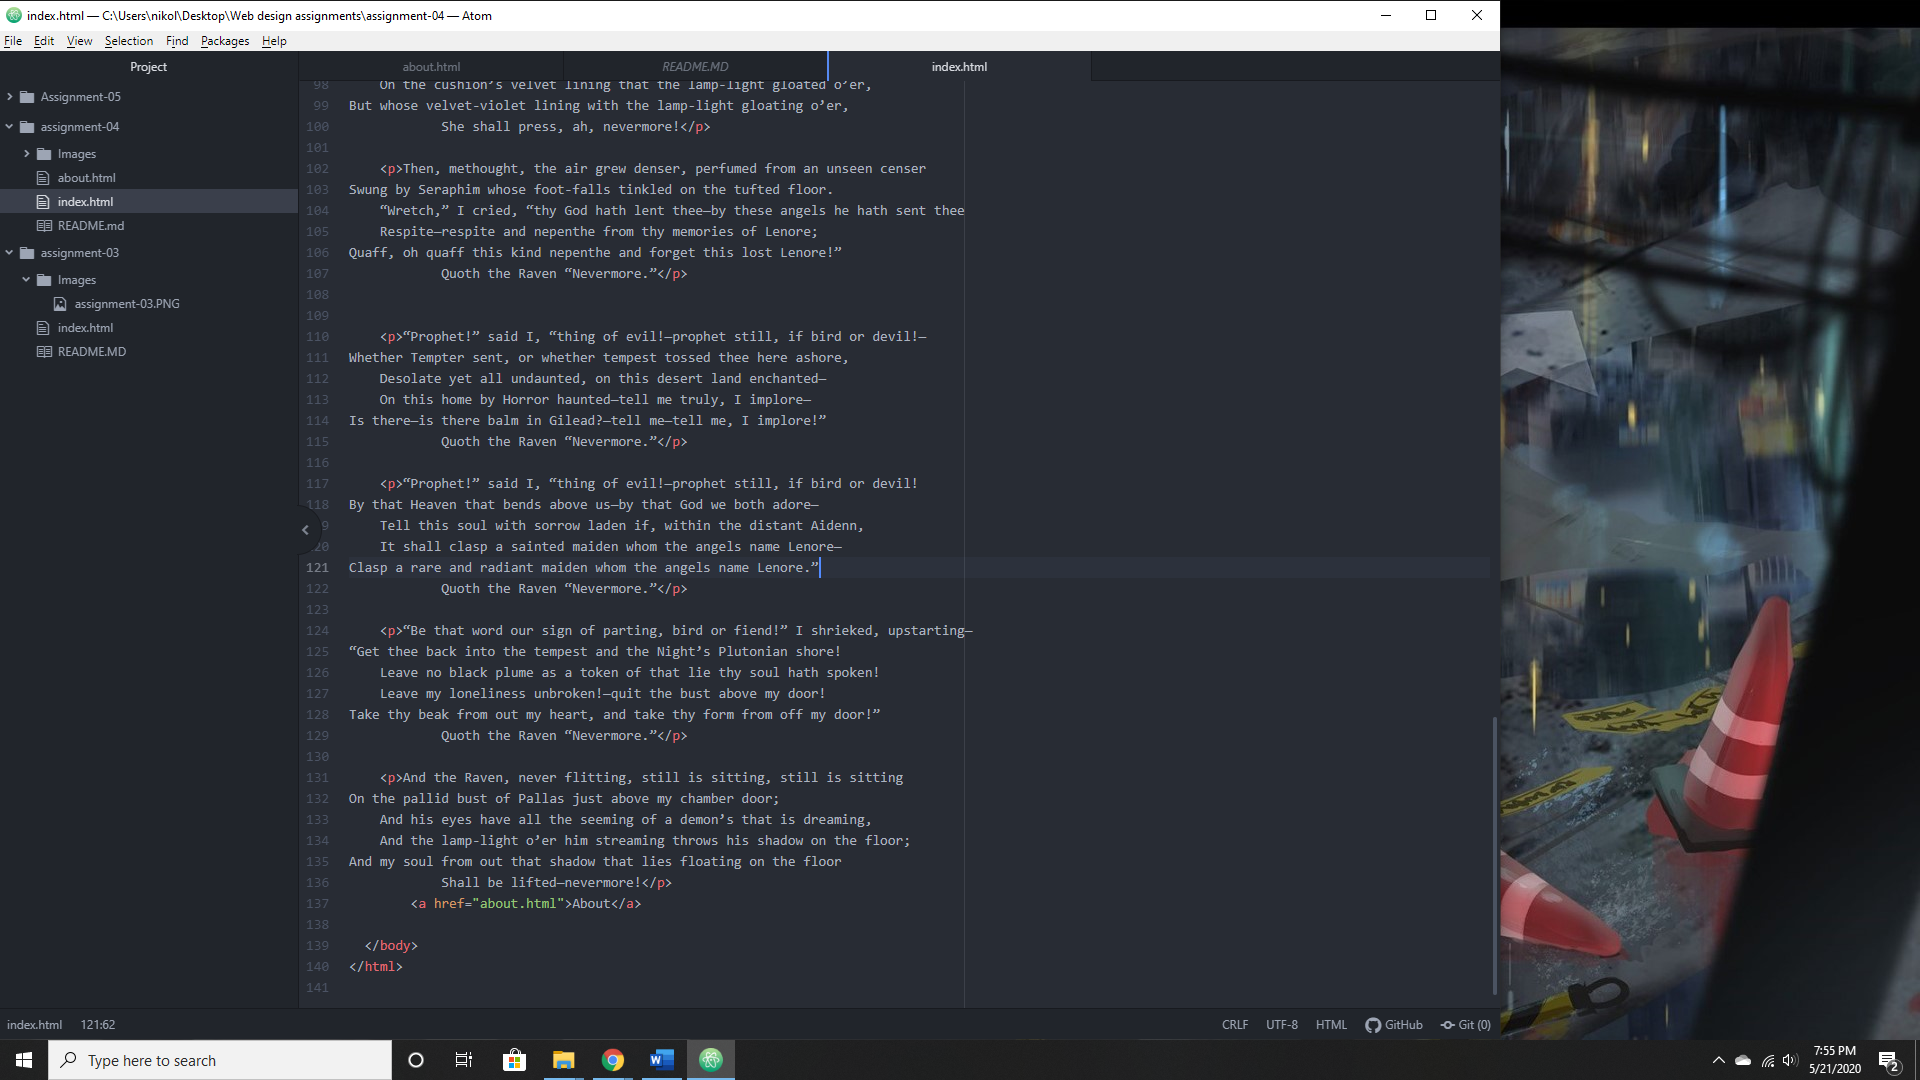 index.html — C:\Users\nikol\Desktop\Web design assignments\assignment-04 — Atom
File Edit View Selection Find Packages Help
Project
Assignment-05
assignment-04
Images
about.html
index.html
README.md
assignment-03
Images
assignment-03.PNG
index.html
README.MD
about.html README.MD index.html
98 On the cushion’s velvet lining that the lamp-light gloated o’er,
99 But whose velvet-violet lining with the lamp-light gloating o’er,
100 She shall press, ah, nevermore!</p>
101
102 <p>Then, methought, the air grew denser, perfumed from an unseen censer
103 Swung by Seraphim whose foot-falls tinkled on the tufted floor.
104 “Wretch,” I cried, “thy God hath lent thee—by these angels he hath sent thee
105 Respite—respite and nepenthe from thy memories of Lenore;
106 Quaff, oh quaff this kind nepenthe and forget this lost Lenore!”
107 Quoth the Raven “Nevermore.”</p>
108
109
110 <p>“Prophet!” said I, “thing of evil!—prophet still, if bird or devil!—
111 Whether Tempter sent, or whether tempest tossed thee here ashore,
112 Desolate yet all undaunted, on this desert land enchanted—
113 On this home by Horror haunted—tell me truly, I implore—
114 Is there—is there balm in Gilead?—tell me—tell me, I implore!”
115 Quoth the Raven “Nevermore.”</p>
116
117 <p>“Prophet!” said I, “thing of evil!—prophet still, if bird or devil!
118 By that Heaven that bends above us—by that God we both adore—
9 Tell this soul with sorrow laden if, within the distant Aidenn,
20 It shall clasp a sainted maiden whom the angels name Lenore—
121 Clasp a rare and radiant maiden whom the angels name Lenore.”
122 Quoth the Raven “Nevermore.”</p>
123
124 <p>“Be that word our sign of parting, bird or fiend!” I shrieked, upstarting—
125 “Get thee back into the tempest and the Night’s Plutonian shore!
126 Leave no black plume as a token of that lie thy soul hath spoken!
127 Leave my loneliness unbroken!—quit the bust above my door!
128 Take thy beak from out my heart, and take thy form from off my door!”
129 Quoth the Raven “Nevermore.”</p>
130
131 <p>And the Raven, never flitting, still is sitting, still is sitting
132 On the pallid bust of Pallas just above my chamber door;
133 And his eyes have all the seeming of a demon’s that is dreaming,
134 And the lamp-light o’er him streaming throws his shadow on the floor;
135 And my soul from out that shadow that lies floating on the floor
136 Shall be lifted—nevermore!</p>
137 <a href="about.html">About</a>
138
139 </body>
140 </html>
141
index.html 121:62 CRLF UTF-8 HTML GitHub Git (0)
Type here to search
7:55 PM
5/21/2020
2